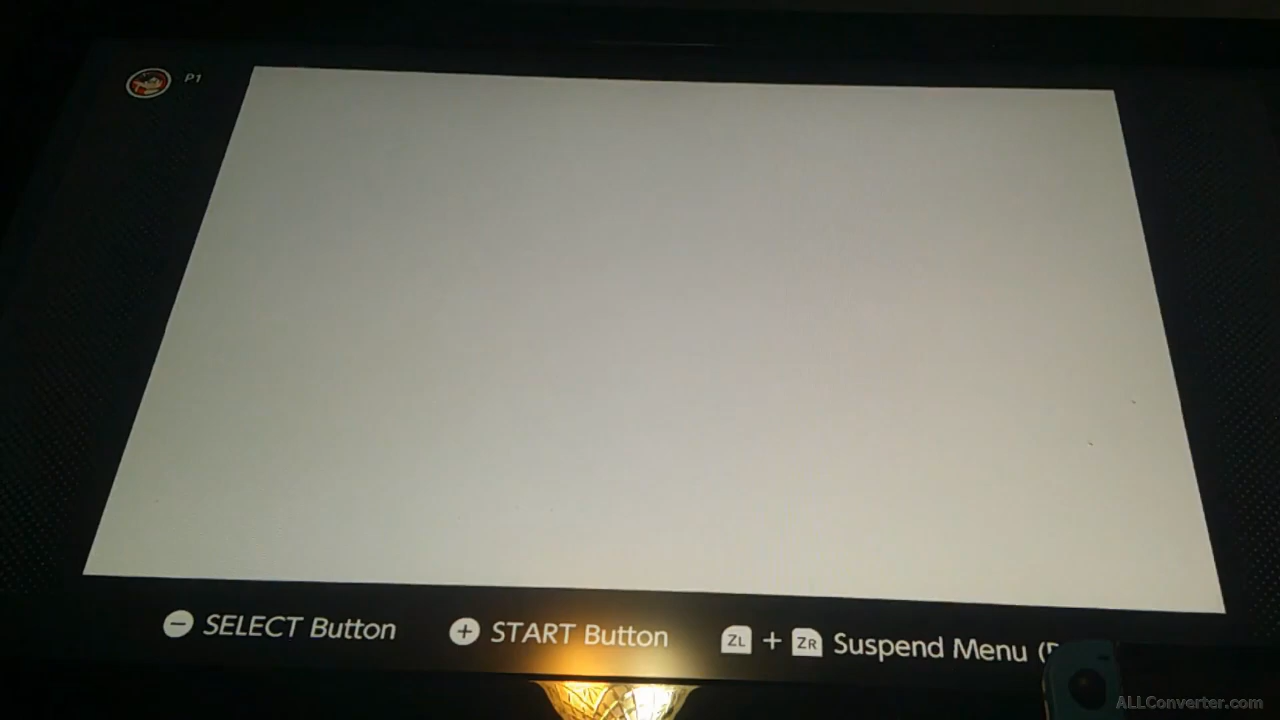 P1
SELECT Button
START Button
ZL + ZR Suspend Menu (
ALLConverter.com